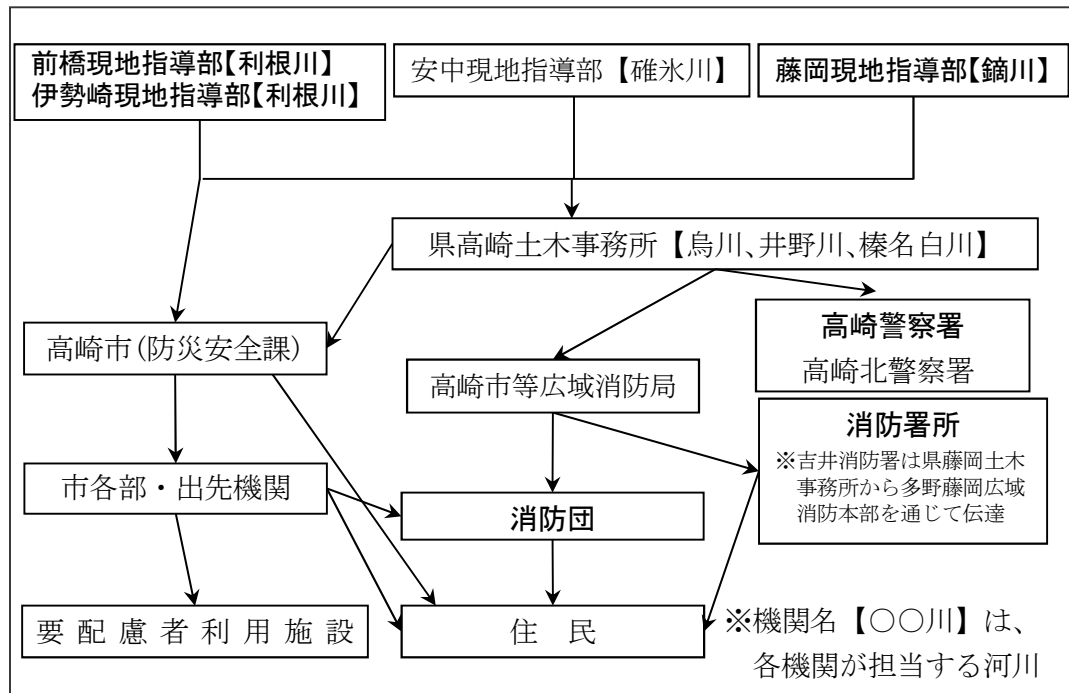 前橋現地指導部【利根川】
伊勢崎現地指導部【利根川】
安中現地指導部【碓氷川】
藤岡現地指導部【鏑川】
県高崎土木事務所【烏川、井野川、榛名白川】
高崎市(防災安全課)
高崎警察署
高崎北警察署
高崎市等広域消防局
消防署所
※吉井消防署は県藤岡土木
事務所から多野藤岡広域
消防本部を通じて伝達
市各部・出先機関
消防団
要配慮者利用施設
住民
※機関名【○○川】は、
各機関が担当する河川